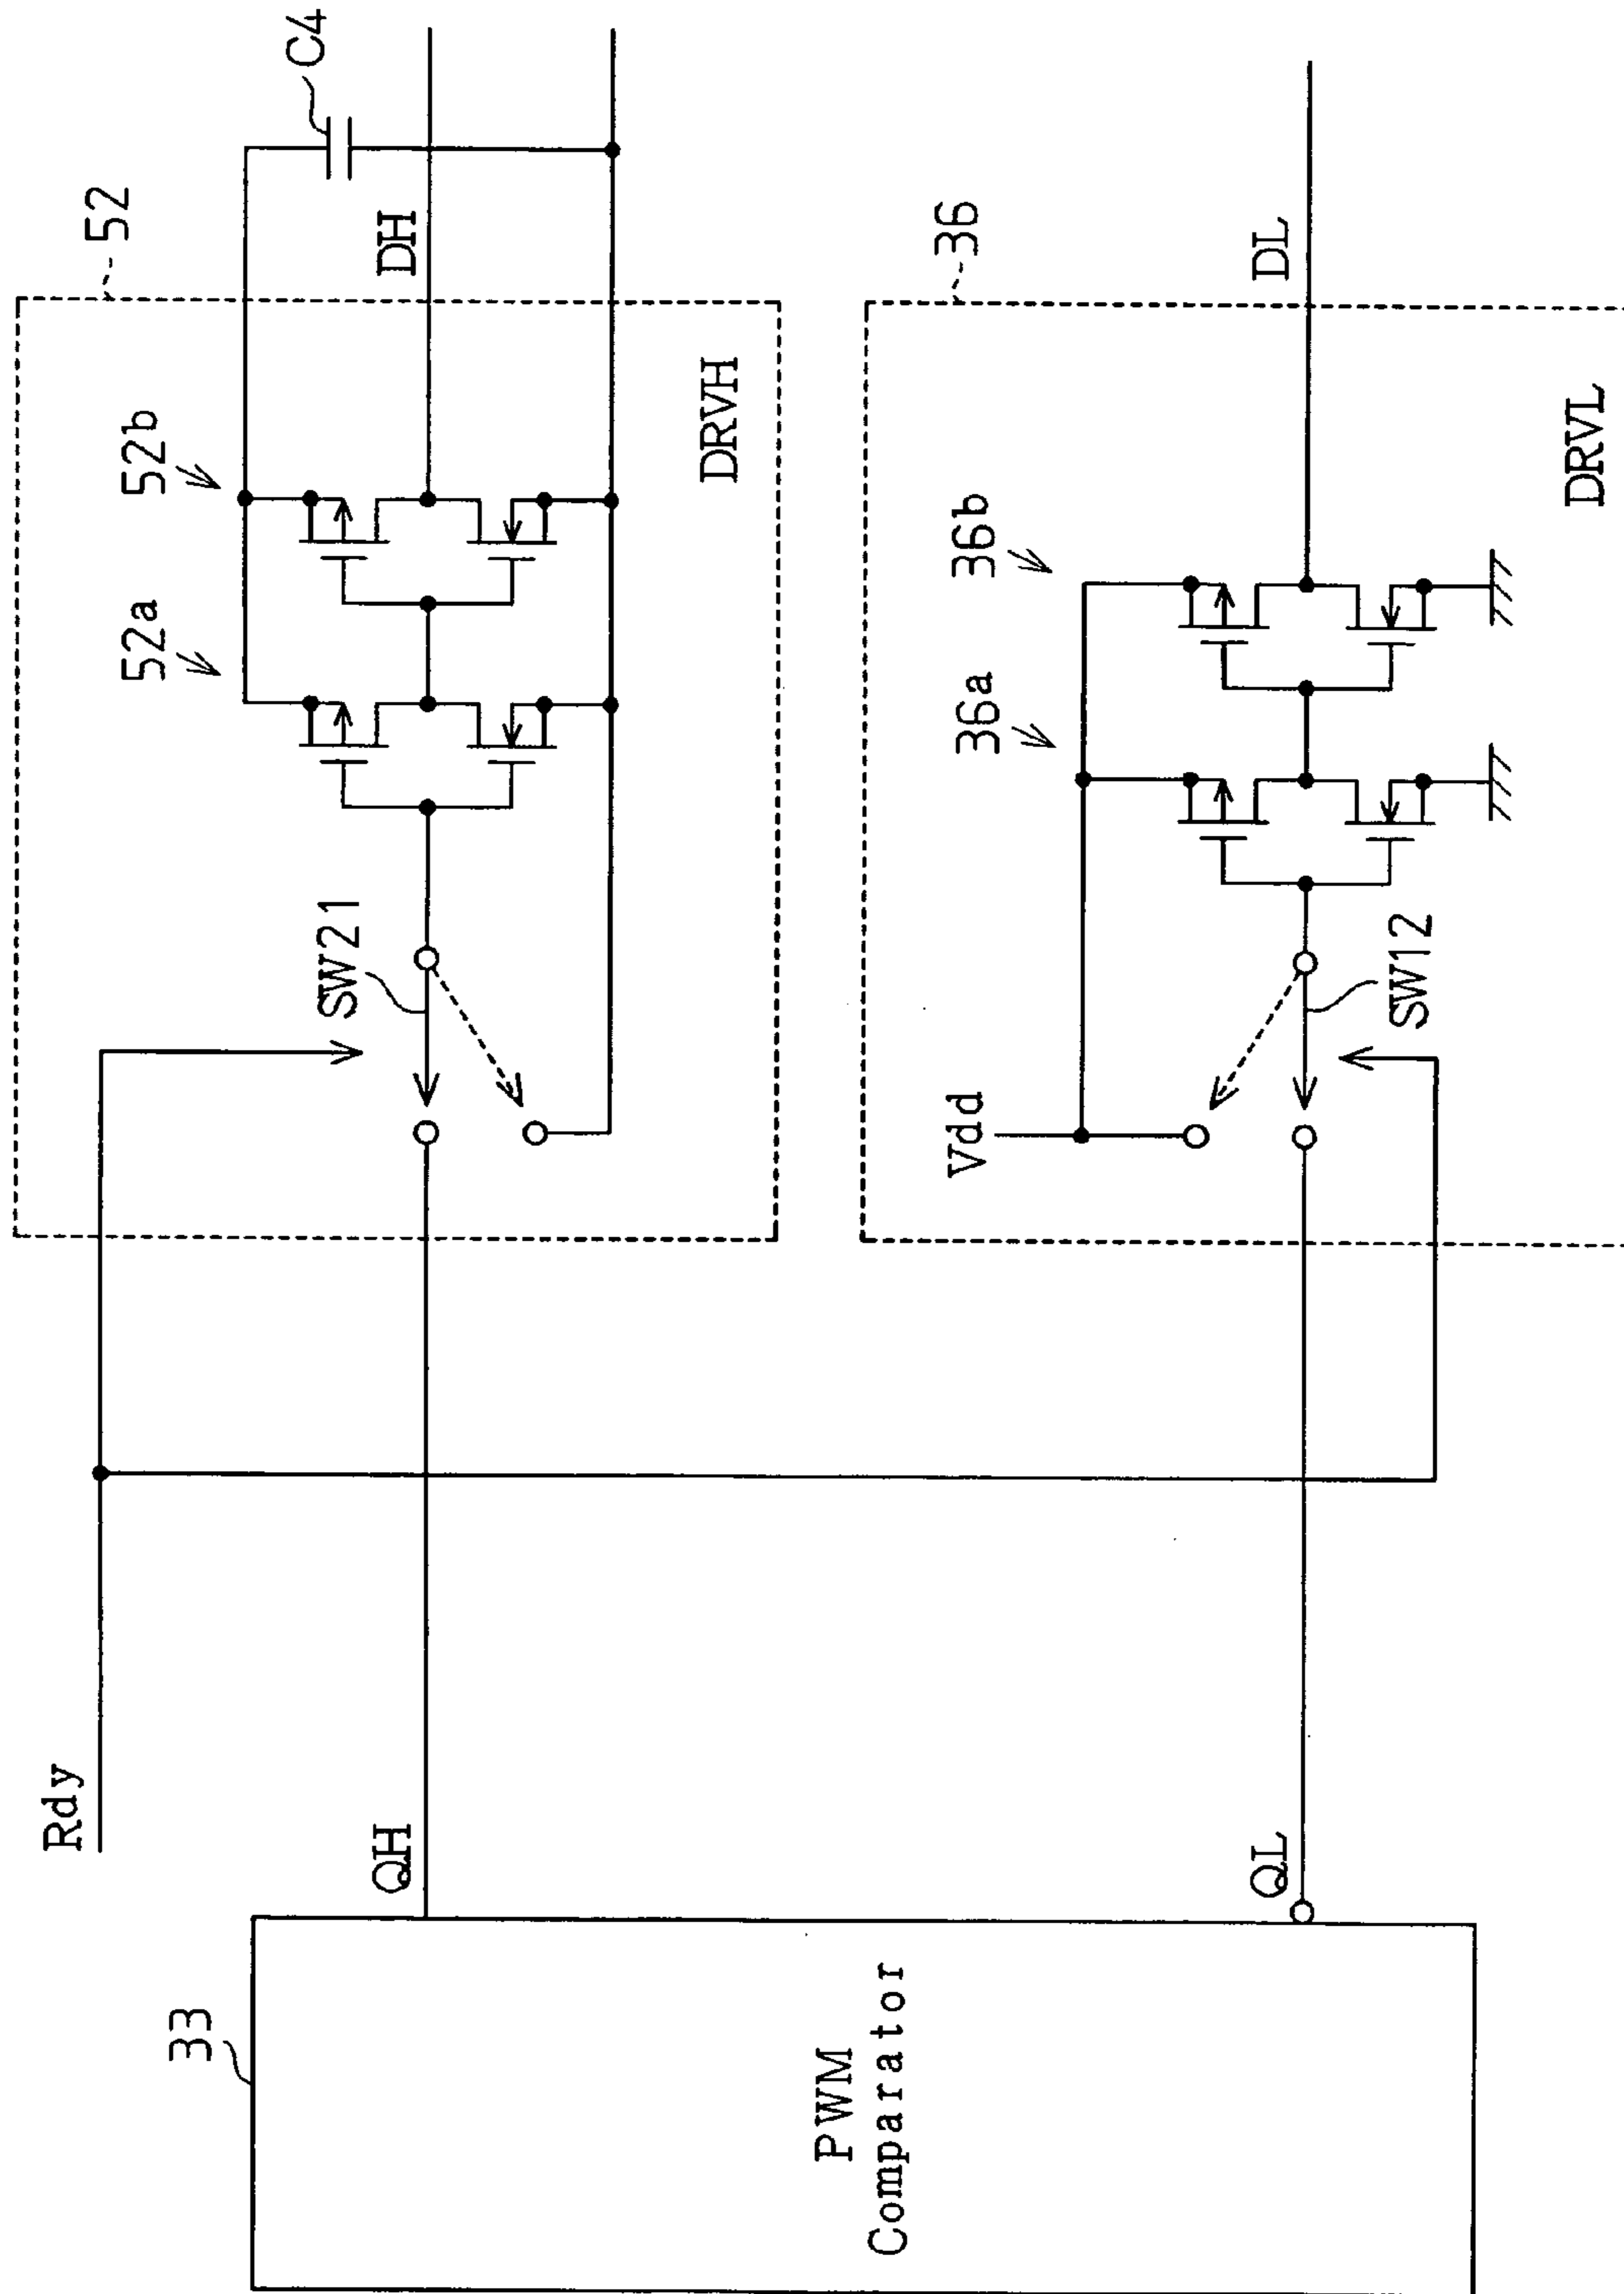 Rdy
33
PWM
Comparator
QH
QL
SW21
52a
52b
52
C4
DH
DRVH
Vdd
SW12
36a
36b
36
DL
DRVL